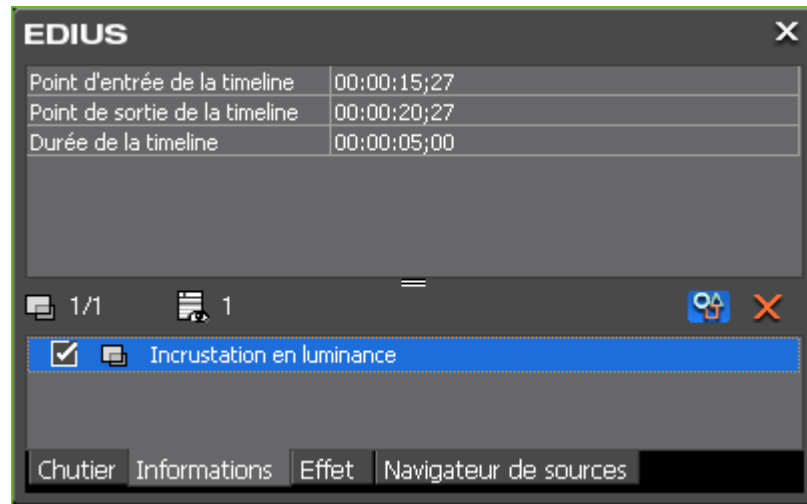 EDIUS
Point d'entrée de la timeline 00:00:15;27
Point de sortie de la timeline 00:00:20;27
Durée de la timeline 00:00:05;00
1/1 1
Incrustation en luminance
Chutier Informations Effet Navigateur de sources